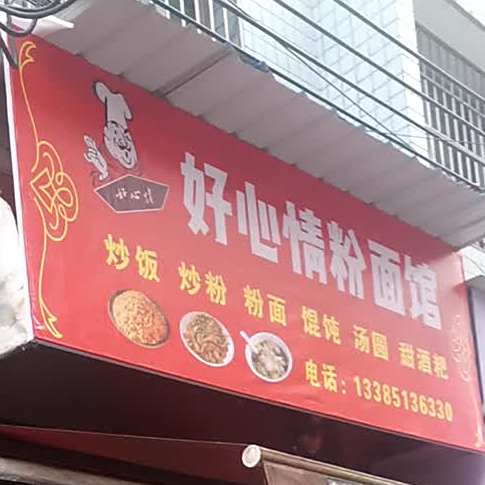 好心情
好心情粉面馆
炒饭 炒粉 粉面 馄饨 汤圆 甜酒粑
电话：13385136330